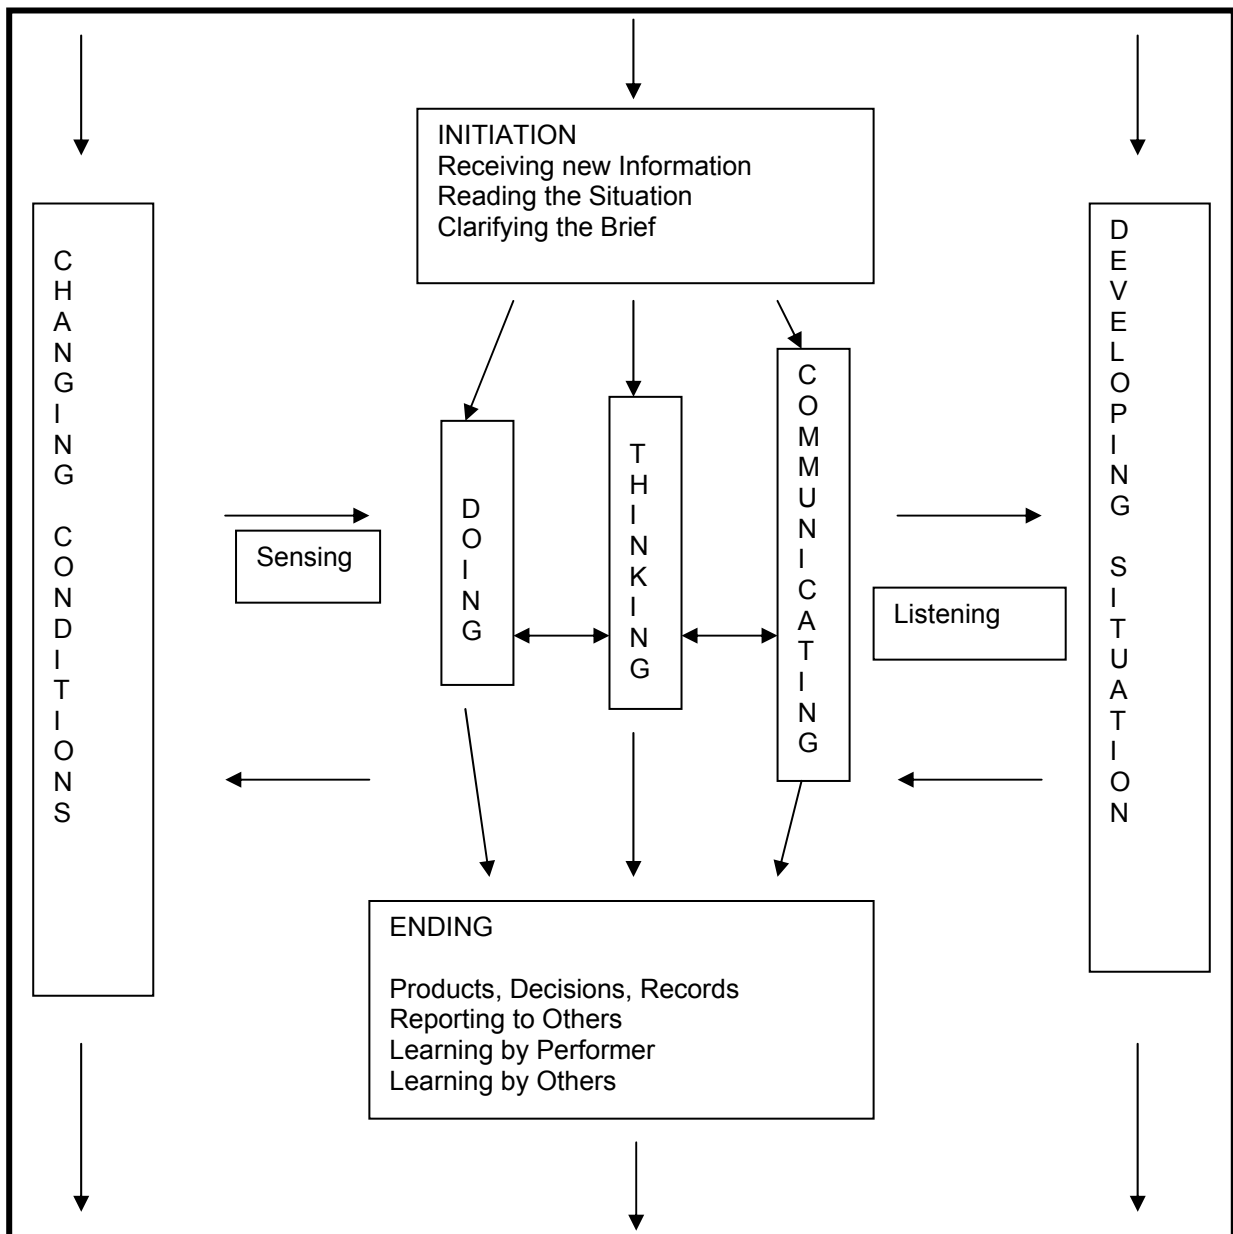 INITIATION
Receiving new Information
Reading the Situation
Clarifying the Brief
CHANGING CONDITIONS
Sensing
DOING
THINKING
COMMUNICATING
Listening
DEVELOPING SITUATION
ENDING
Products, Decisions, Records
Reporting to Others
Learning by Performer
Learning by Others